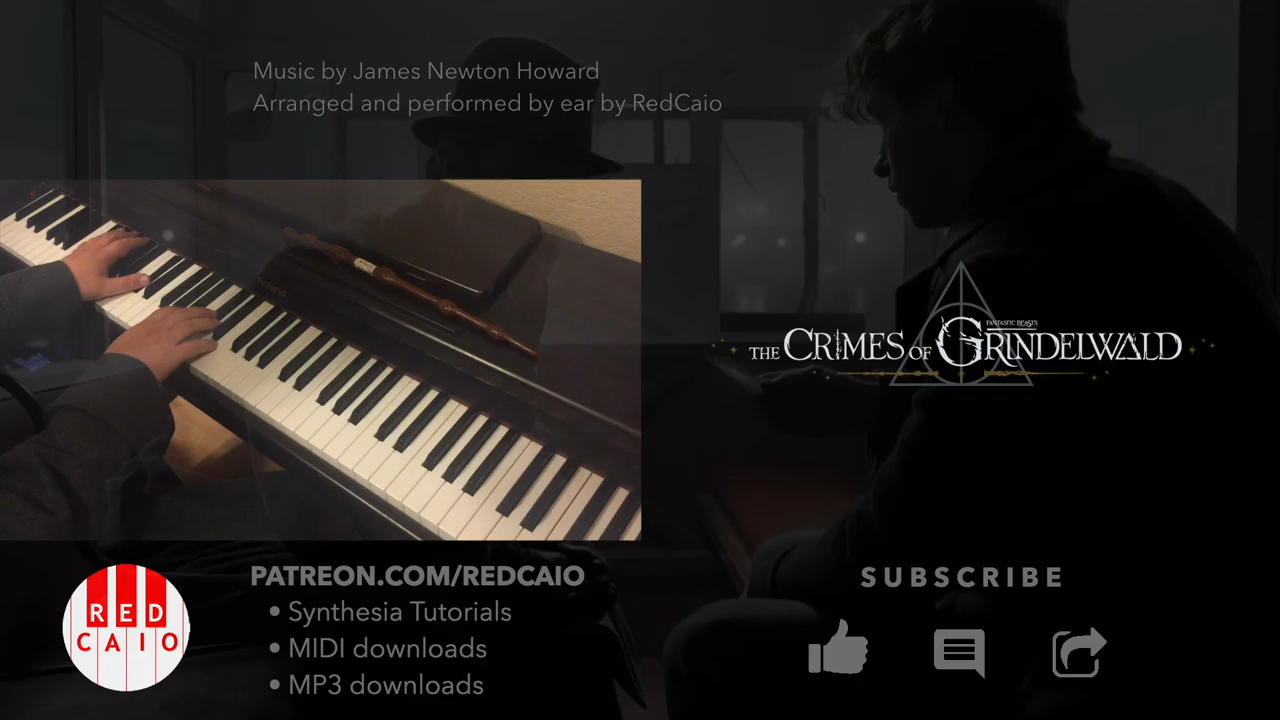 Music by James Newton Howard
Arranged and performed by ear by RedCaio
FANTASTIC BEASTS
THE CRIMES OF GRINDELWALD
PATREON.COM/REDCAIO
• Synthesia Tutorials
• MIDI downloads
• MP3 downloads
RED
CAIO
SUBSCRIBE